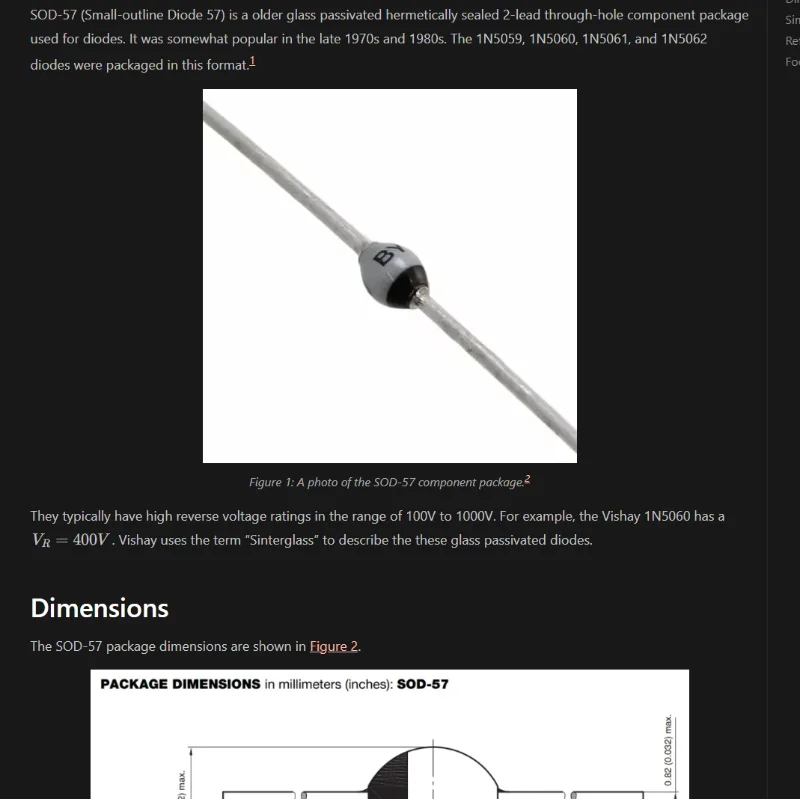 SOD-57 (Small-outline Diode 57) is a older glass passivated hermetically sealed 2-lead through-hole component package
used for diodes. It was somewhat popular in the late 1970s and 1980s. The 1N5059, 1N5060, 1N5061, and 1N5062
diodes were packaged in this format.1
BY
Figure 1: A photo of the SOD-57 component package.2
They typically have high reverse voltage ratings in the range of 100V to 1000V. For example, the Vishay 1N5060 has a
V_R = 400V. Vishay uses the term "Sinterglass" to describe the these glass passivated diodes.
Dimensions
The SOD-57 package dimensions are shown in Figure 2.
PACKAGE DIMENSIONS in millimeters (inches): SOD-57
0.82 (0.032) max.
max.